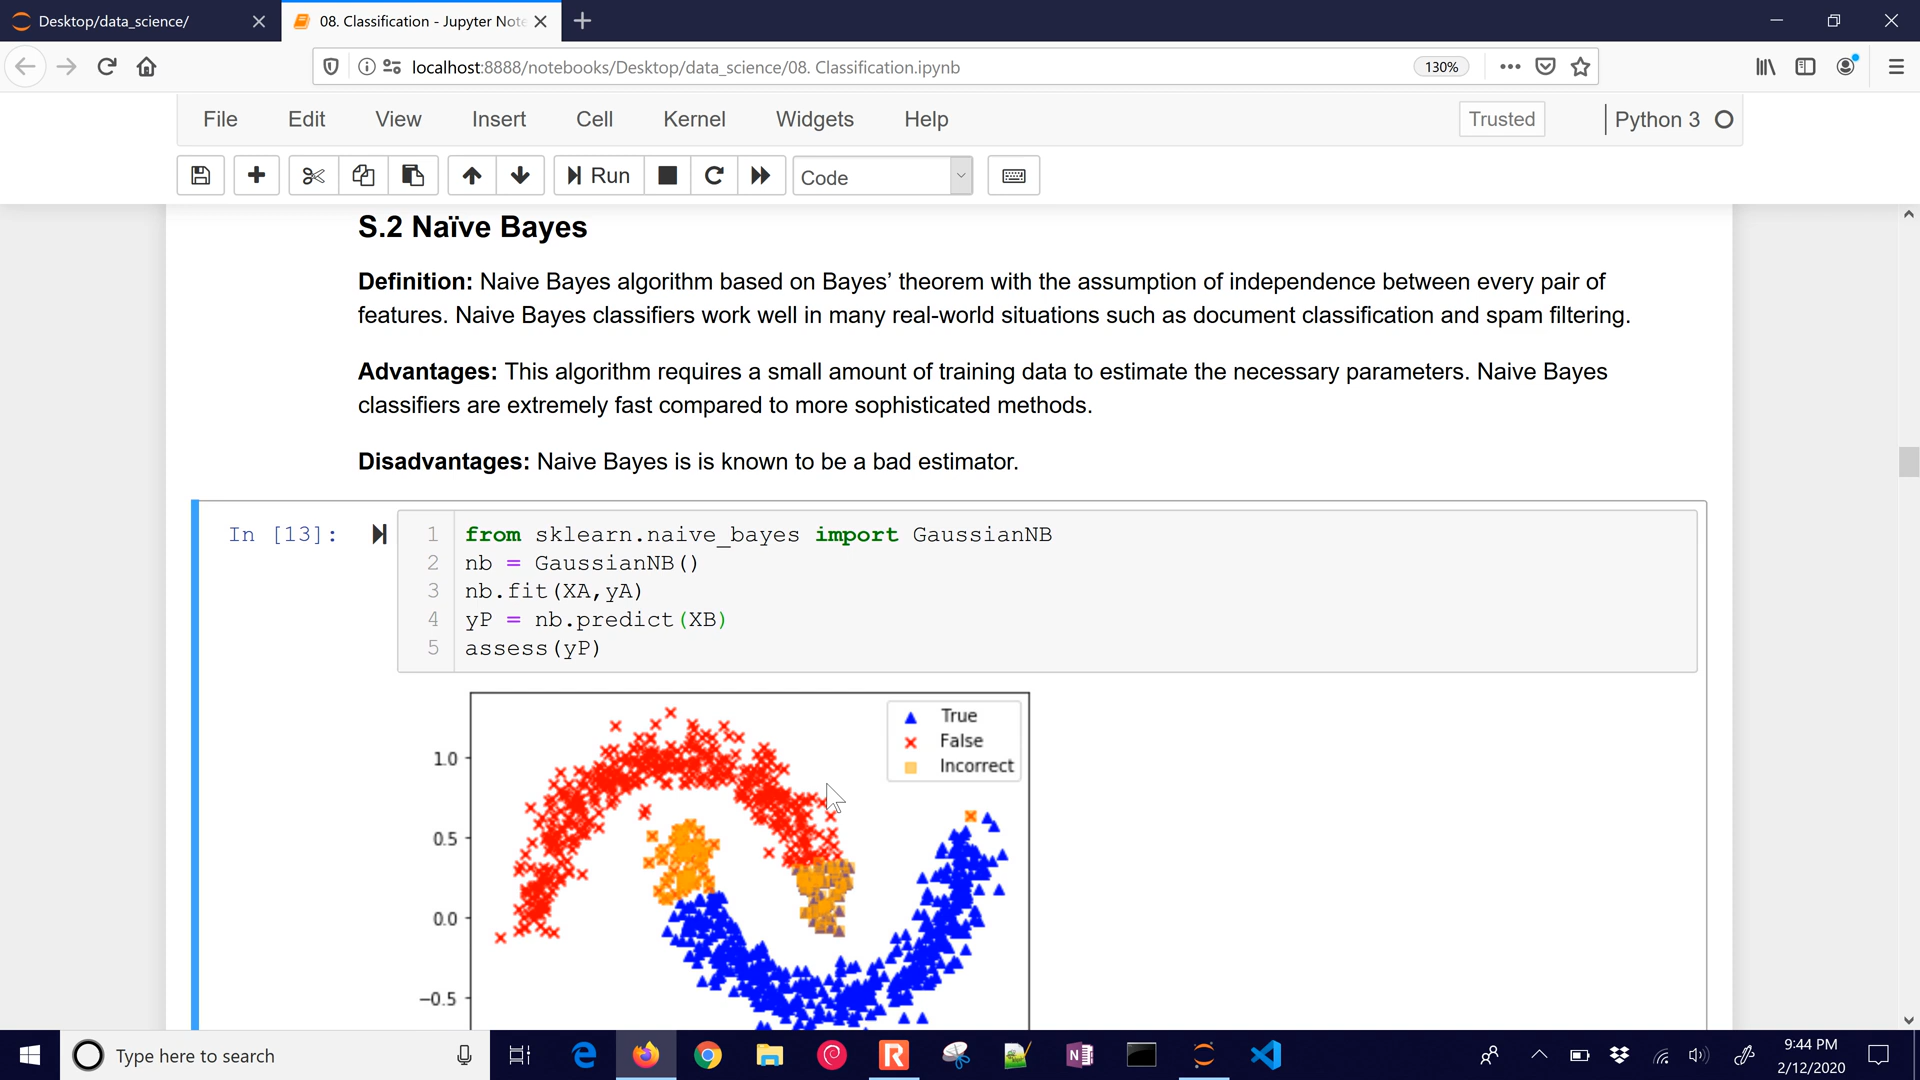 Desktop/data_science/
08. Classification - Jupyter Note
localhost:8888/notebooks/Desktop/data_science/08. Classification.ipynb
130%
File Edit View Insert Cell Kernel Widgets Help
Trusted
Python 3
Run
Code
S.2 Naïve Bayes
Definition: Naive Bayes algorithm based on Bayes’ theorem with the assumption of independence between every pair of
features. Naive Bayes classifiers work well in many real-world situations such as document classification and spam filtering.
Advantages: This algorithm requires a small amount of training data to estimate the necessary parameters. Naive Bayes
classifiers are extremely fast compared to more sophisticated methods.
Disadvantages: Naive Bayes is is known to be a bad estimator.
In [13]:
1 from sklearn.naive_bayes import GaussianNB
2 nb = GaussianNB()
3 nb.fit(XA,yA)
4 yP = nb.predict(XB)
5 assess(yP)
True
False
Incorrect
1.0
0.5
0.0
−0.5
Type here to search
9:44 PM
2/12/2020